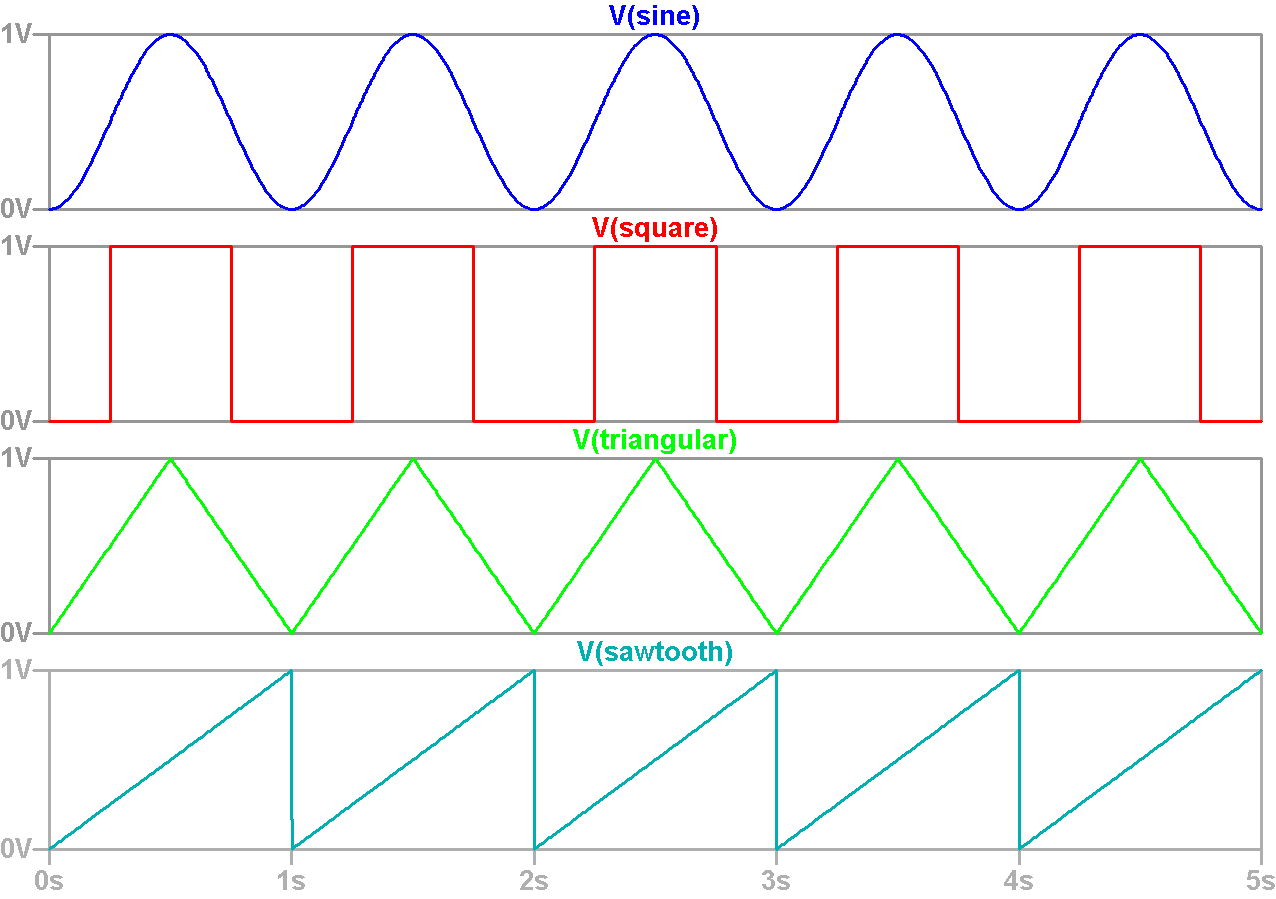 V(sine)
1V
0V
V(square)
1V
0V
V(triangular)
1V
0V
V(sawtooth)
1V
0V
0s 1s 2s 3s 4s 5s